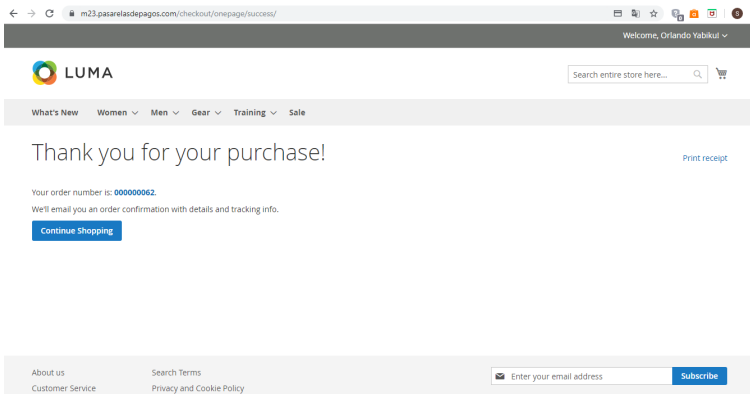 m23.pasarelasdepagos.com/checkout/onepage/success/
Welcome, Orlando Yabikul
LUMA
Search entire store here...
What's New Women Men Gear Training Sale
Thank you for your purchase!
Print receipt
Your order number is: 000000062.
We'll email you an order confirmation with details and tracking info.
Continue Shopping
About us Search Terms
Enter your email address Subscribe
Customer Service Privacy and Cookie Policy